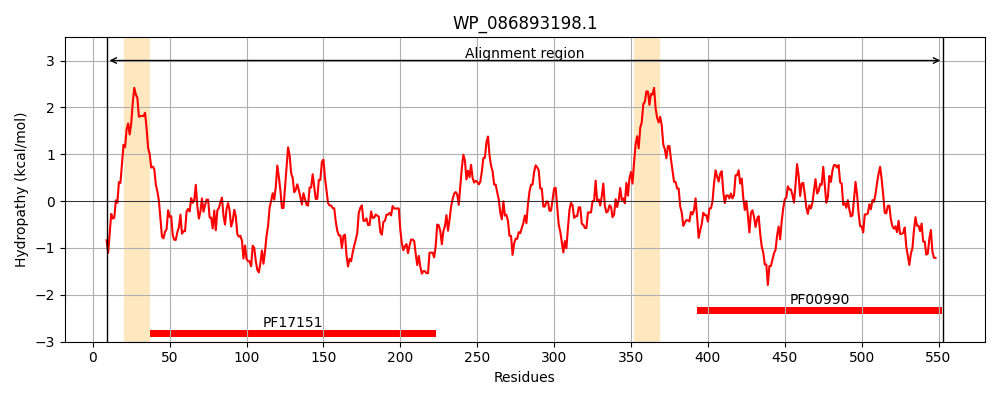 WP_086893198.1
Alignment region
3
2
1
0
−1
−2
−3
Hydropathy (kcal/mol)
PF00990
PF17151
0 50 100 150 200 250 300 350 400 450 500 550
Residues